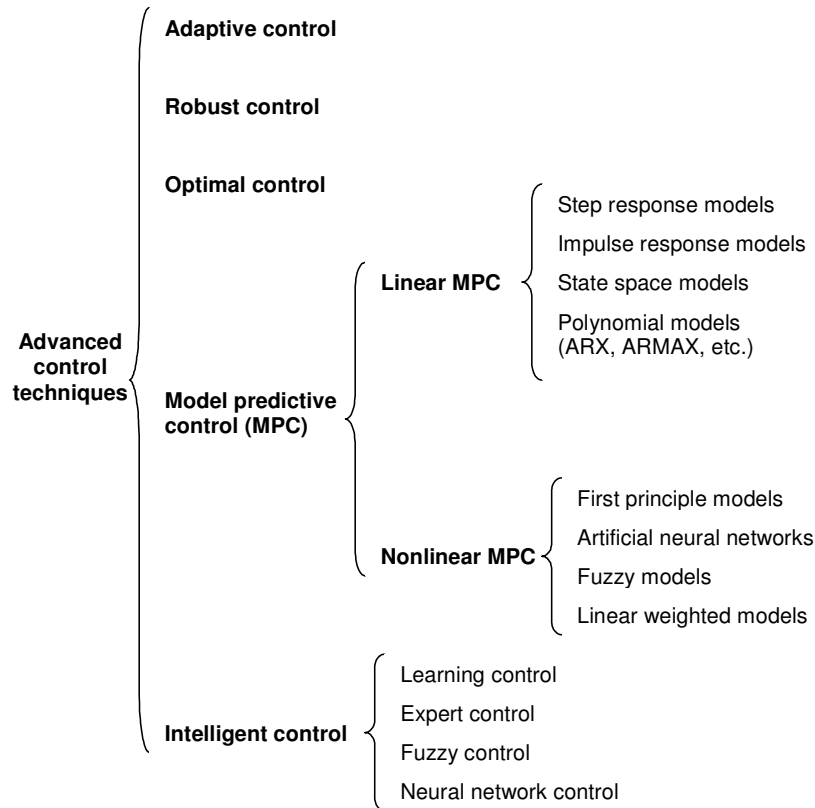 Adaptive control
Robust control
Optimal control
Step response models
Impulse response models
Linear MPC
State space models
Polynomial models
(ARX, ARMAX, etc.)
Advanced
control
techniques
Model predictive
control (MPC)
First principle models
Artificial neural networks
Nonlinear MPC
Fuzzy models
Linear weighted models
Learning control
Expert control
Intelligent control
Fuzzy control
Neural network control